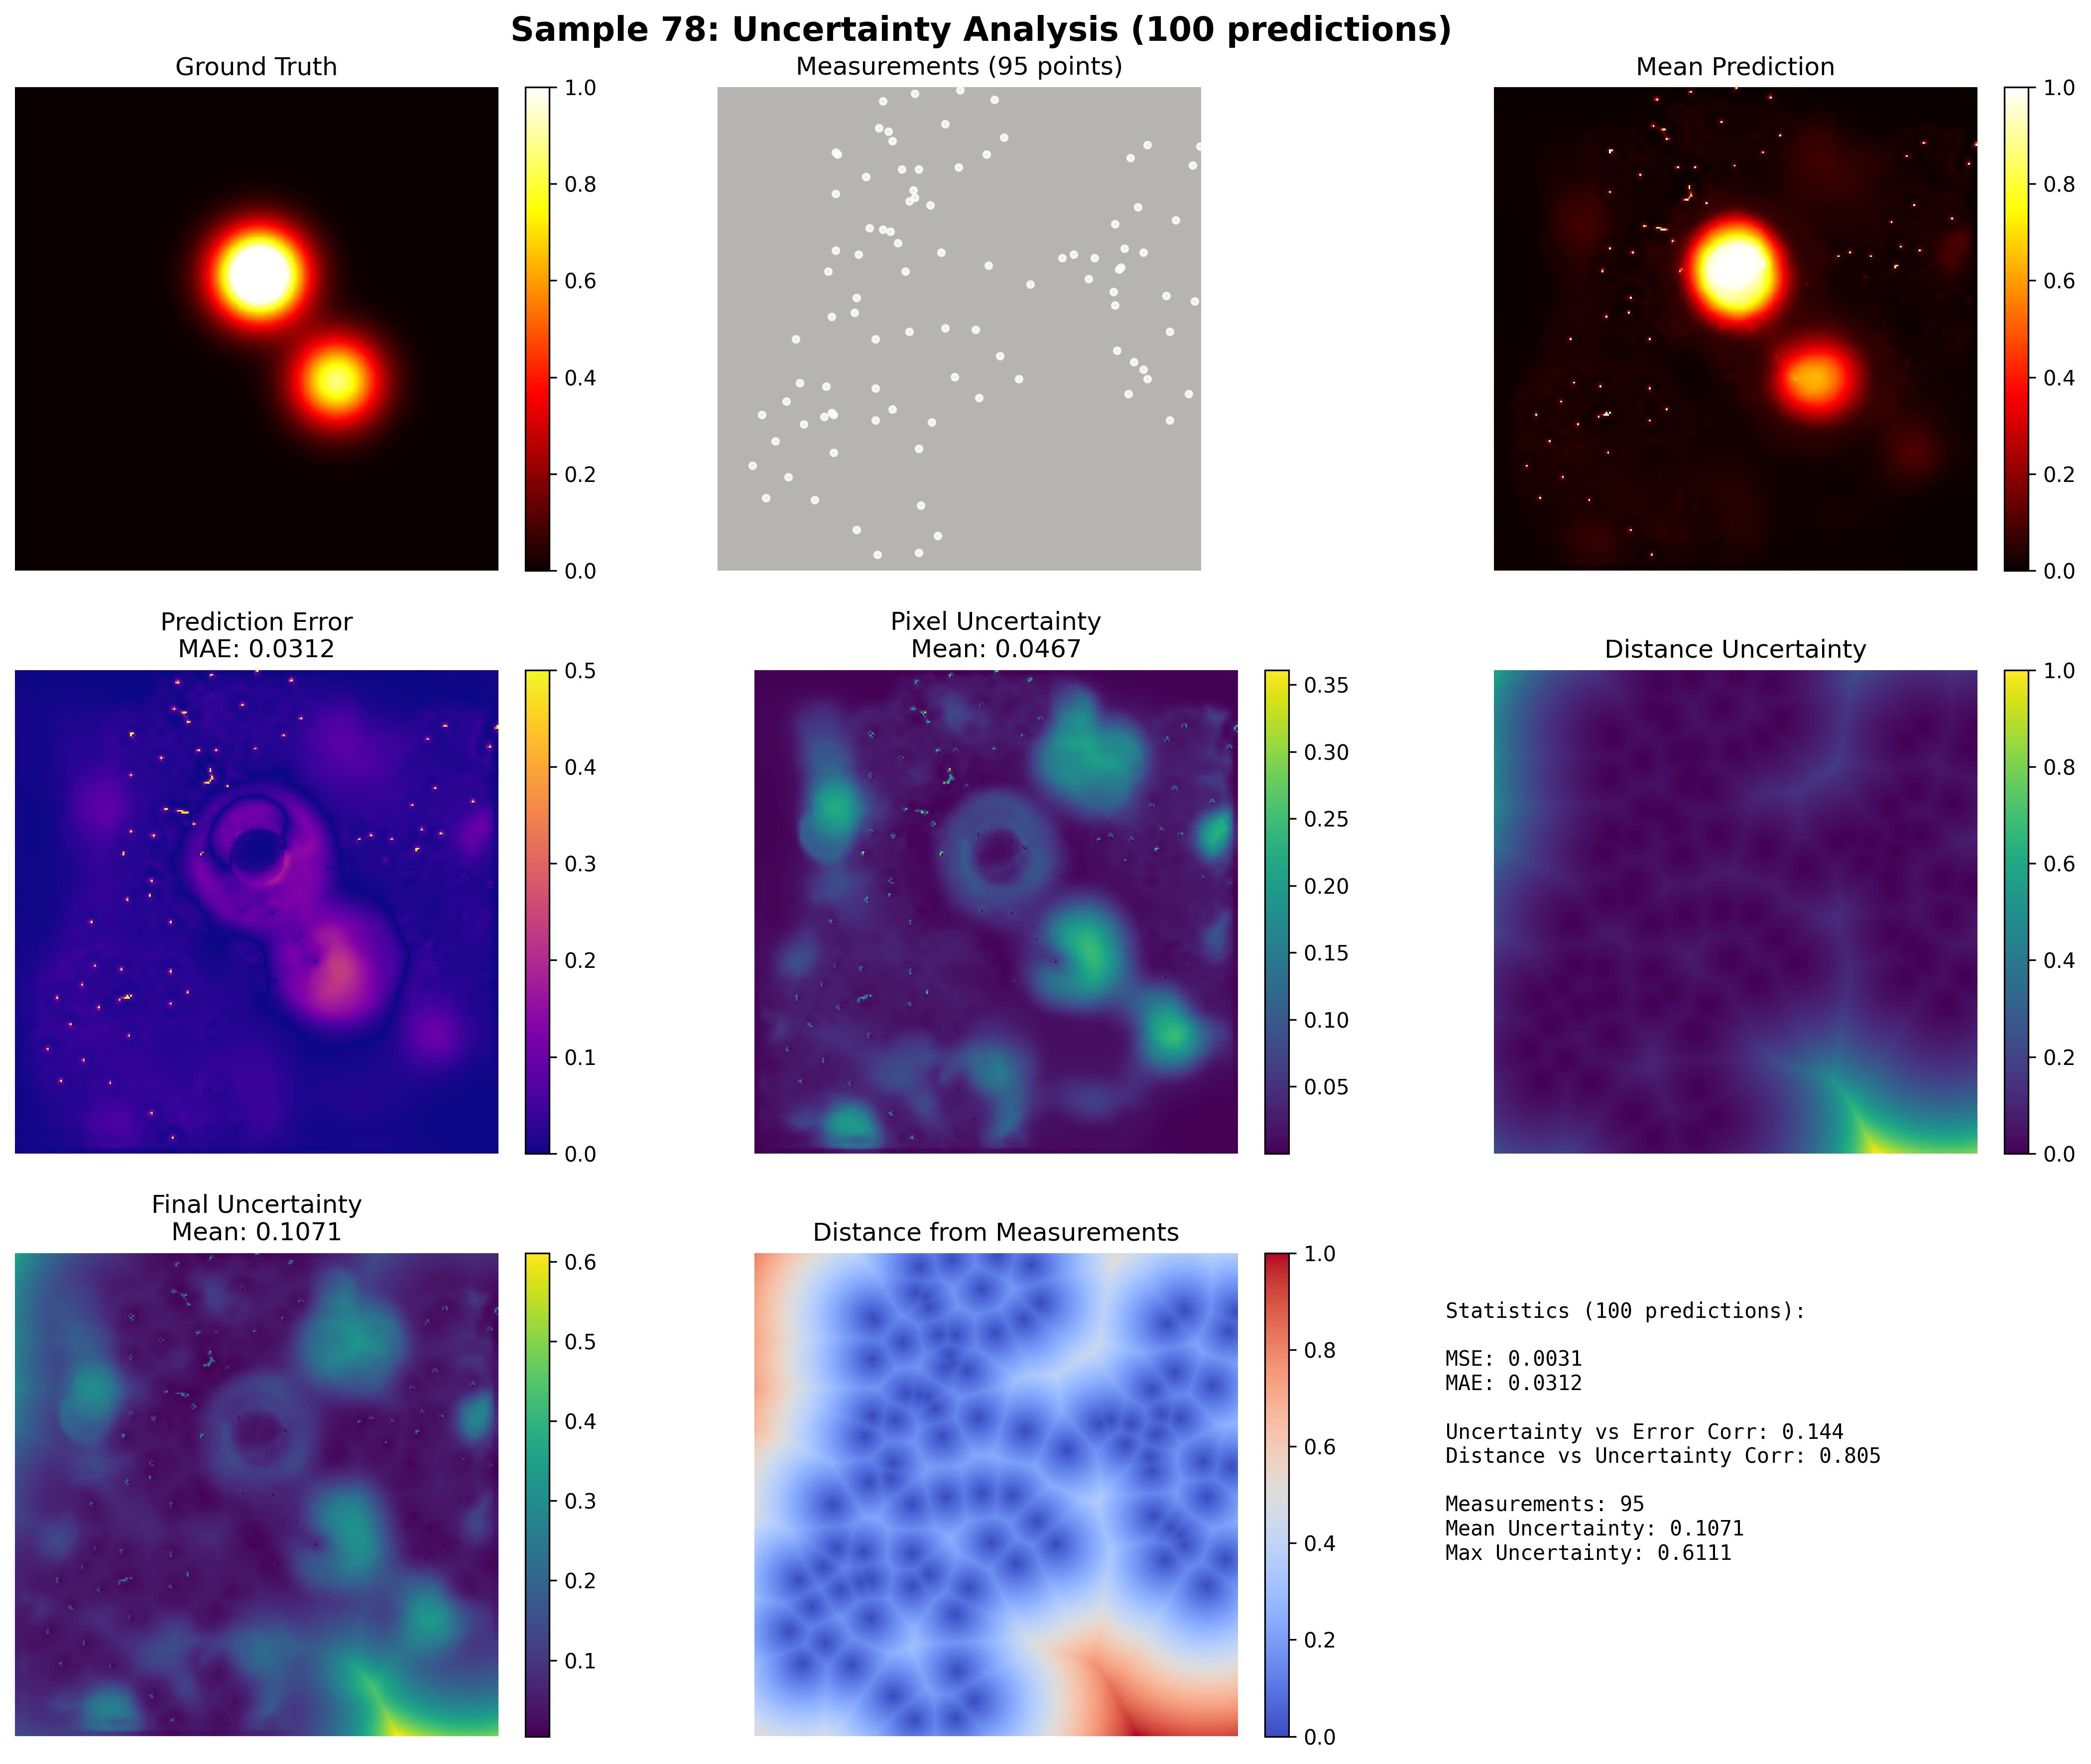 Sample 78: Uncertainty Analysis (100 predictions)
Ground Truth
1.0
0.8
0.6
0.4
0.2
0.0
Measurements (95 points)
Mean Prediction
1.0
0.8
0.6
0.4
0.2
0.0
Prediction Error
MAE: 0.0312
0.5
0.4
0.3
0.2
0.1
0.0
Pixel Uncertainty
Mean: 0.0467
0.35
0.30
0.25
0.20
0.15
0.10
0.05
Distance Uncertainty
1.0
0.8
0.6
0.4
0.2
0.0
Final Uncertainty
Mean: 0.1071
0.6
0.5
0.4
0.3
0.2
0.1
Distance from Measurements
1.0
0.8
0.6
0.4
0.2
0.0
Statistics (100 predictions):
MSE: 0.0031
MAE: 0.0312
Uncertainty vs Error Corr: 0.144
Distance vs Uncertainty Corr: 0.805
Measurements: 95
Mean Uncertainty: 0.1071
Max Uncertainty: 0.6111